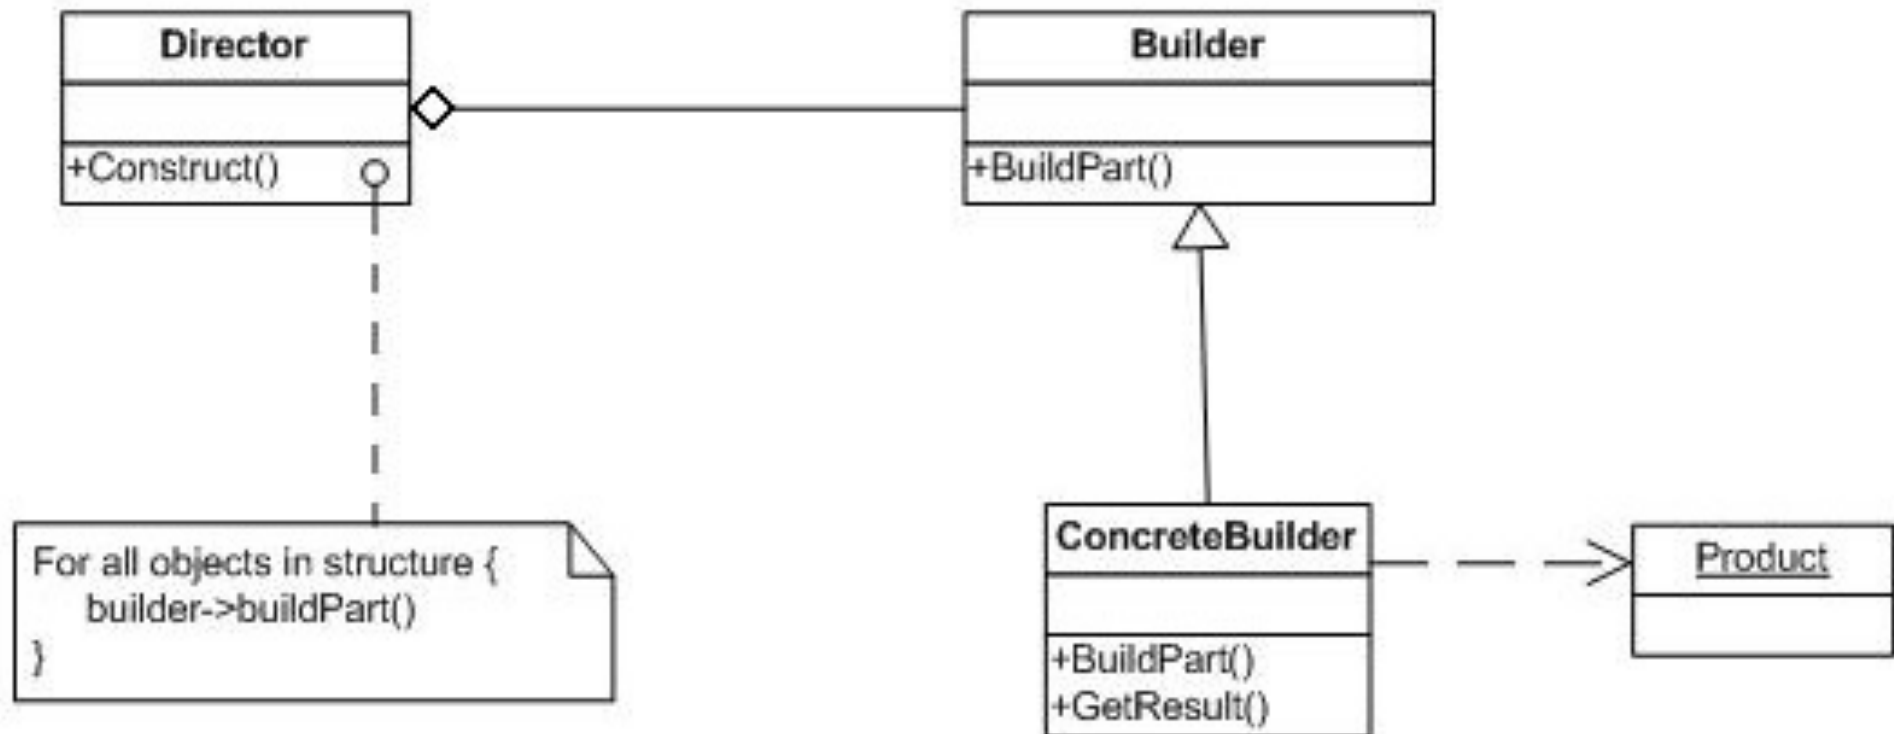 Director
+Construct()
Builder
+BuildPart()
For all objects in structure {
builder->buildPart()
}
ConcreteBuilder
+BuildPart()
+GetResult()
Product